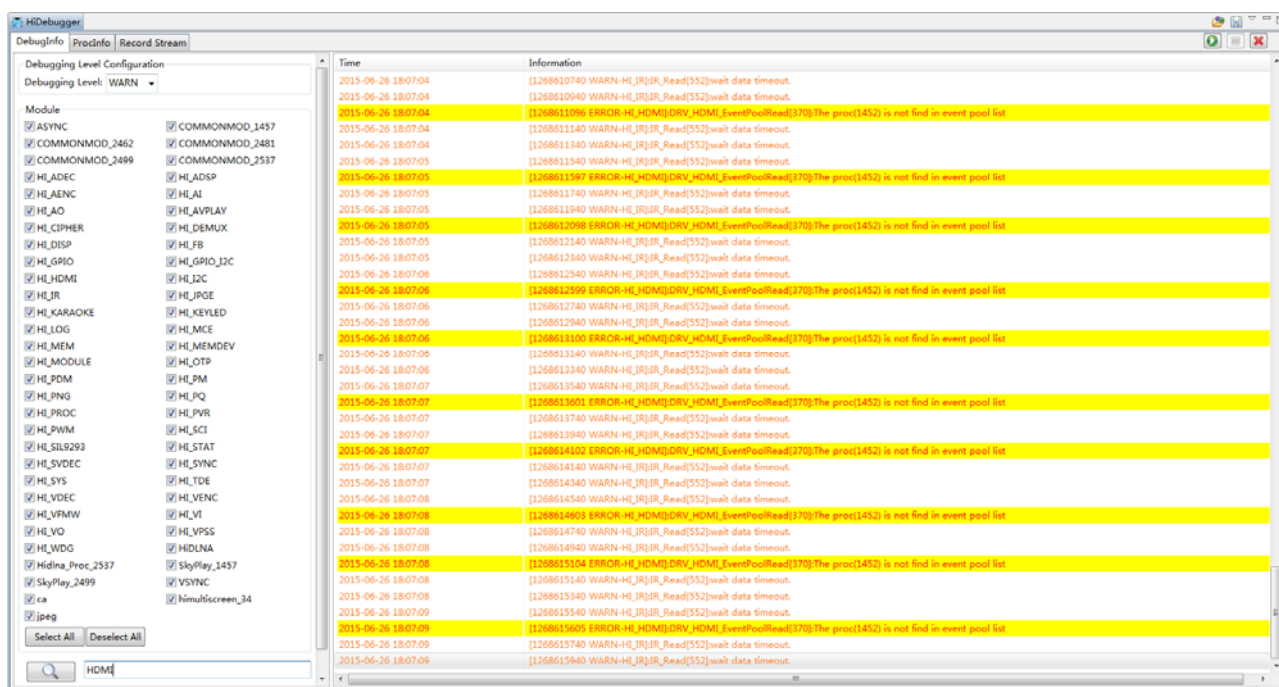 HiDebugger
DebugInfo ProcInfo Record Stream
Debugging Level Configuration
Debugging Level: WARN
Module
ASYNC COMMONMOD_1457
COMMONMOD_2462 COMMONMOD_2481
COMMONMOD_2499 COMMONMOD_2537
HI_ADEC HI_ADSP
HI_AENC HI_AI
HI_AO HI_AVPLAY
HI_CIPHER HI_DEMUX
HI_DISP HI_FB
HI_GPIO HI_GPIO_I2C
HI_HDMI HI_I2C
HI_IR HI_JPGE
HI_KARAOKE HI_KEYLED
HI_LOG HI_MCE
HI_MEM HI_MEMDEV
HI_MODULE HI_OTP
HI_PDM HI_PM
HI_PNG HI_PQ
HI_PROC HI_PVR
HI_PWM HI_SCI
HI_SIL9293 HI_STAT
HI_SVDEC HI_SYNC
HI_SYS HI_TDE
HI_VDEC HI_VENC
HI_VFMW HI_VI
HI_VO HI_VPSS
HI_WDG HiDLNA
Hidlna_Proc_2537 SkyPlay_1457
SkyPlay_2499 VSYNC
ca himultiscreen_34
jpeg
Select All Deselect All
HDMI
Time Information
2015-06-26 18:07:04 [1268610740 WARN-HI_IR]:IR_Read[552]:wait data timeout.
2015-06-26 18:07:04 [1268610940 WARN-HI_IR]:IR_Read[552]:wait data timeout.
2015-06-26 18:07:04 [1268611096 ERROR-HI_HDMI]:DRV_HDMI_EventPoolRead[370]:The proc(1452) is not find in event pool list
2015-06-26 18:07:04 [1268611140 WARN-HI_IR]:IR_Read[552]:wait data timeout.
2015-06-26 18:07:04 [1268611340 WARN-HI_IR]:IR_Read[552]:wait data timeout.
2015-06-26 18:07:05 [1268611540 WARN-HI_IR]:IR_Read[552]:wait data timeout.
2015-06-26 18:07:05 [1268611597 ERROR-HI_HDMI]:DRV_HDMI_EventPoolRead[370]:The proc(1452) is not find in event pool list
2015-06-26 18:07:05 [1268611740 WARN-HI_IR]:IR_Read[552]:wait data timeout.
2015-06-26 18:07:05 [1268611940 WARN-HI_IR]:IR_Read[552]:wait data timeout.
2015-06-26 18:07:05 [1268612098 ERROR-HI_HDMI]:DRV_HDMI_EventPoolRead[370]:The proc(1452) is not find in event pool list
2015-06-26 18:07:05 [1268612140 WARN-HI_IR]:IR_Read[552]:wait data timeout.
2015-06-26 18:07:05 [1268612340 WARN-HI_IR]:IR_Read[552]:wait data timeout.
2015-06-26 18:07:06 [1268612540 WARN-HI_IR]:IR_Read[552]:wait data timeout.
2015-06-26 18:07:06 [1268612599 ERROR-HI_HDMI]:DRV_HDMI_EventPoolRead[370]:The proc(1452) is not find in event pool list
2015-06-26 18:07:06 [1268612740 WARN-HI_IR]:IR_Read[552]:wait data timeout.
2015-06-26 18:07:06 [1268612940 WARN-HI_IR]:IR_Read[552]:wait data timeout.
2015-06-26 18:07:06 [1268613100 ERROR-HI_HDMI]:DRV_HDMI_EventPoolRead[370]:The proc(1452) is not find in event pool list
2015-06-26 18:07:06 [1268613140 WARN-HI_IR]:IR_Read[552]:wait data timeout.
2015-06-26 18:07:06 [1268613340 WARN-HI_IR]:IR_Read[552]:wait data timeout.
2015-06-26 18:07:07 [1268613540 WARN-HI_IR]:IR_Read[552]:wait data timeout.
2015-06-26 18:07:07 [1268613601 ERROR-HI_HDMI]:DRV_HDMI_EventPoolRead[370]:The proc(1452) is not find in event pool list
2015-06-26 18:07:07 [1268613740 WARN-HI_IR]:IR_Read[552]:wait data timeout.
2015-06-26 18:07:07 [1268613940 WARN-HI_IR]:IR_Read[552]:wait data timeout.
2015-06-26 18:07:07 [1268614102 ERROR-HI_HDMI]:DRV_HDMI_EventPoolRead[370]:The proc(1452) is not find in event pool list
2015-06-26 18:07:07 [1268614140 WARN-HI_IR]:IR_Read[552]:wait data timeout.
2015-06-26 18:07:07 [1268614340 WARN-HI_IR]:IR_Read[552]:wait data timeout.
2015-06-26 18:07:08 [1268614540 WARN-HI_IR]:IR_Read[552]:wait data timeout.
2015-06-26 18:07:08 [1268614603 ERROR-HI_HDMI]:DRV_HDMI_EventPoolRead[370]:The proc(1452) is not find in event pool list
2015-06-26 18:07:08 [1268614740 WARN-HI_IR]:IR_Read[552]:wait data timeout.
2015-06-26 18:07:08 [1268614940 WARN-HI_IR]:IR_Read[552]:wait data timeout.
2015-06-26 18:07:08 [1268615104 ERROR-HI_HDMI]:DRV_HDMI_EventPoolRead[370]:The proc(1452) is not find in event pool list
2015-06-26 18:07:08 [1268615140 WARN-HI_IR]:IR_Read[552]:wait data timeout.
2015-06-26 18:07:08 [1268615340 WARN-HI_IR]:IR_Read[552]:wait data timeout.
2015-06-26 18:07:09 [1268615540 WARN-HI_IR]:IR_Read[552]:wait data timeout.
2015-06-26 18:07:09 [1268615605 ERROR-HI_HDMI]:DRV_HDMI_EventPoolRead[370]:The proc(1452) is not find in event pool list
2015-06-26 18:07:09 [1268615740 WARN-HI_IR]:IR_Read[552]:wait data timeout.
2015-06-26 18:07:09 [1268615940 WARN-HI_IR]:IR_Read[552]:wait data timeout.